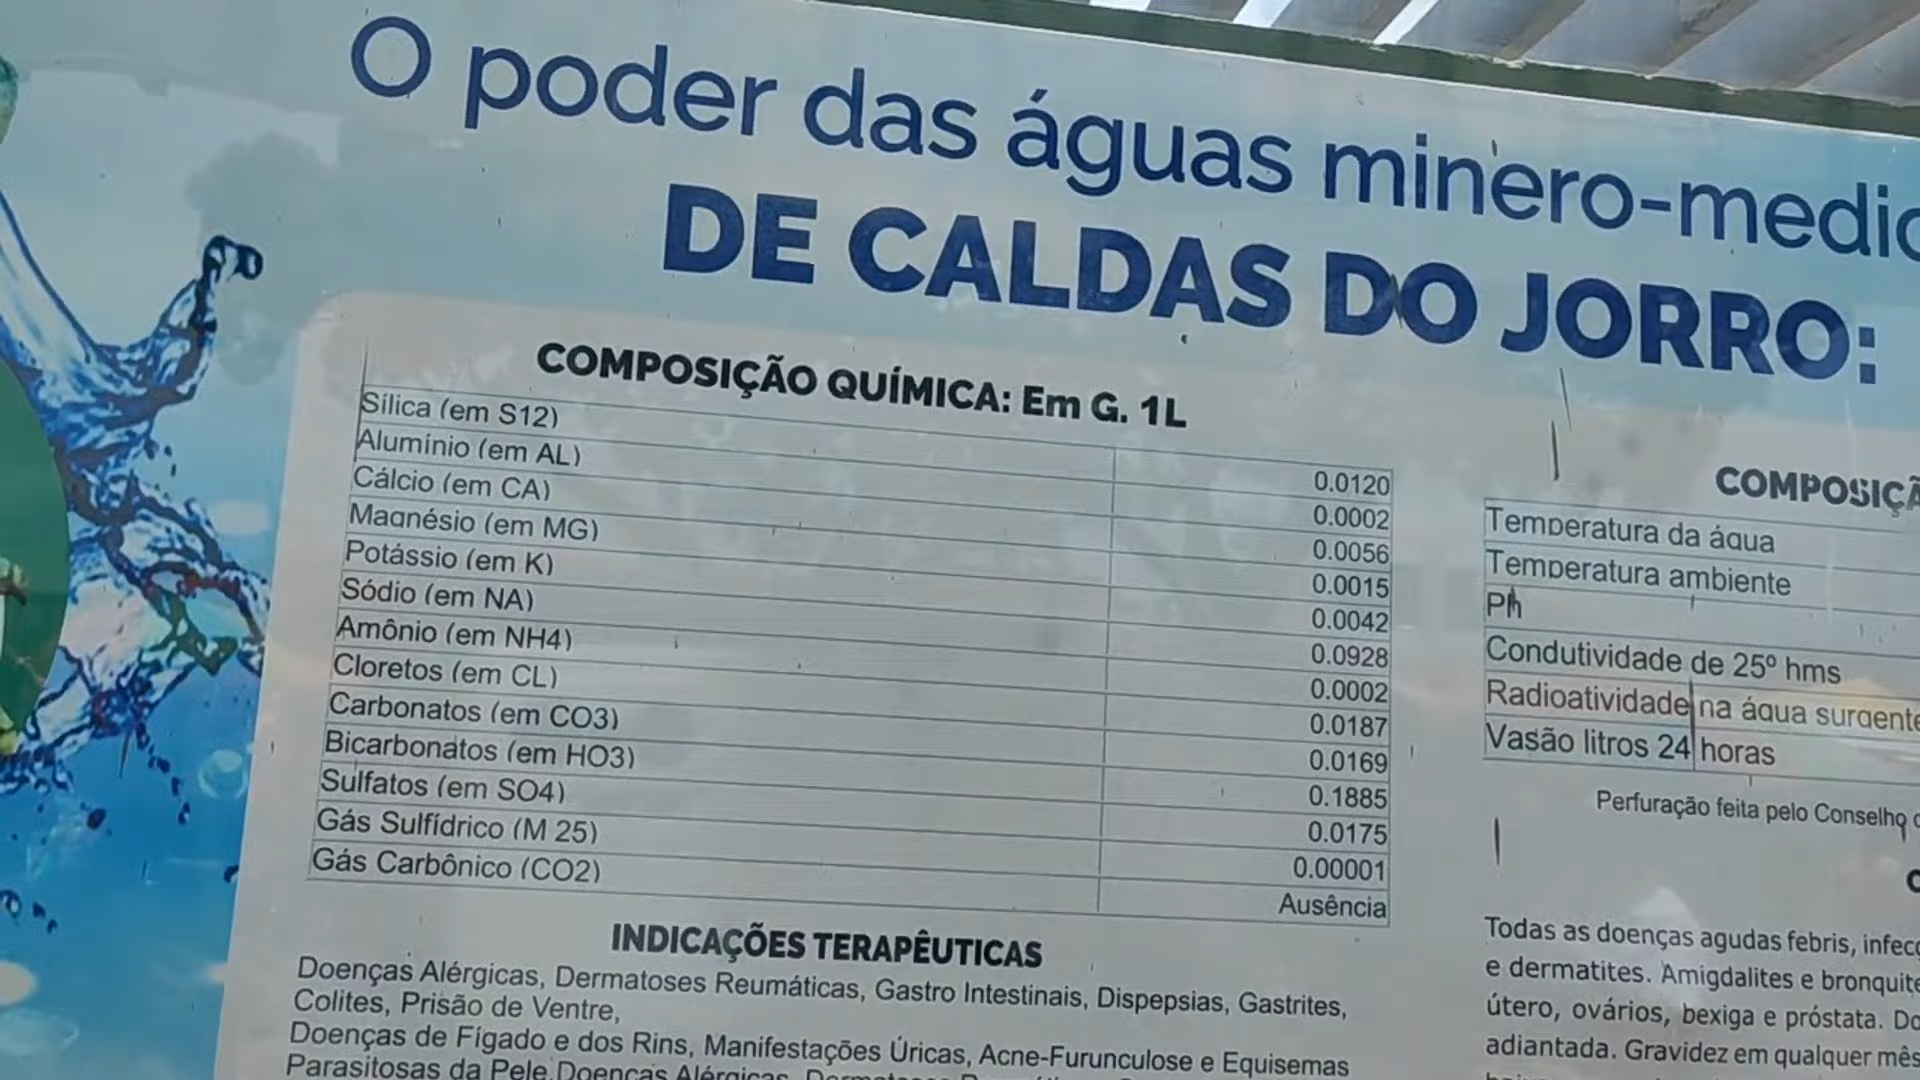 O poder das águas minero-medic
DE CALDAS DO JORRO:
COMPOSIÇÃO QUÍMICA: Em G. 1L
Sílica (em S12) 0.0120
Alumínio (em AL) 0.0002
Cálcio (em CA) 0.0056
Magnésio (em MG) 0.0015
Potássio (em K) 0.0042
Sódio (em NA) 0.0928
Amônio (em NH4) 0.0002
Cloretos (em CL) 0.0187
Carbonatos (em CO3) 0.0169
Bicarbonatos (em HO3) 0.1885
Sulfatos (em SO4) 0.0175
Gás Sulfídrico (M 25) 0.00001
Gás Carbônico (CO2) Ausência
INDICAÇÕES TERAPÊUTICAS
Doenças Alérgicas, Dermatoses Reumáticas, Gastro Intestinais, Dispepsias, Gastrites,
Colites, Prisão de Ventre,
Doenças de Fígado e dos Rins, Manifestações Úricas, Acne-Furunculose e Equisemas
Parasitosas da Pele,Doenças Alérgicas,
COMPOSIÇÃ
Temperatura da água
Temperatura ambiente
Ph
Condutividade de 25º hms
Radioatividade na água surgente
Vasão litros 24 horas
Perfuração feita pelo Conselho
Todas as doenças agudas febris, infecç
e dermatites. Amigdalites e bronquite
útero, ovários, bexiga e próstata. Do
adiantada. Gravidez em qualquer mês